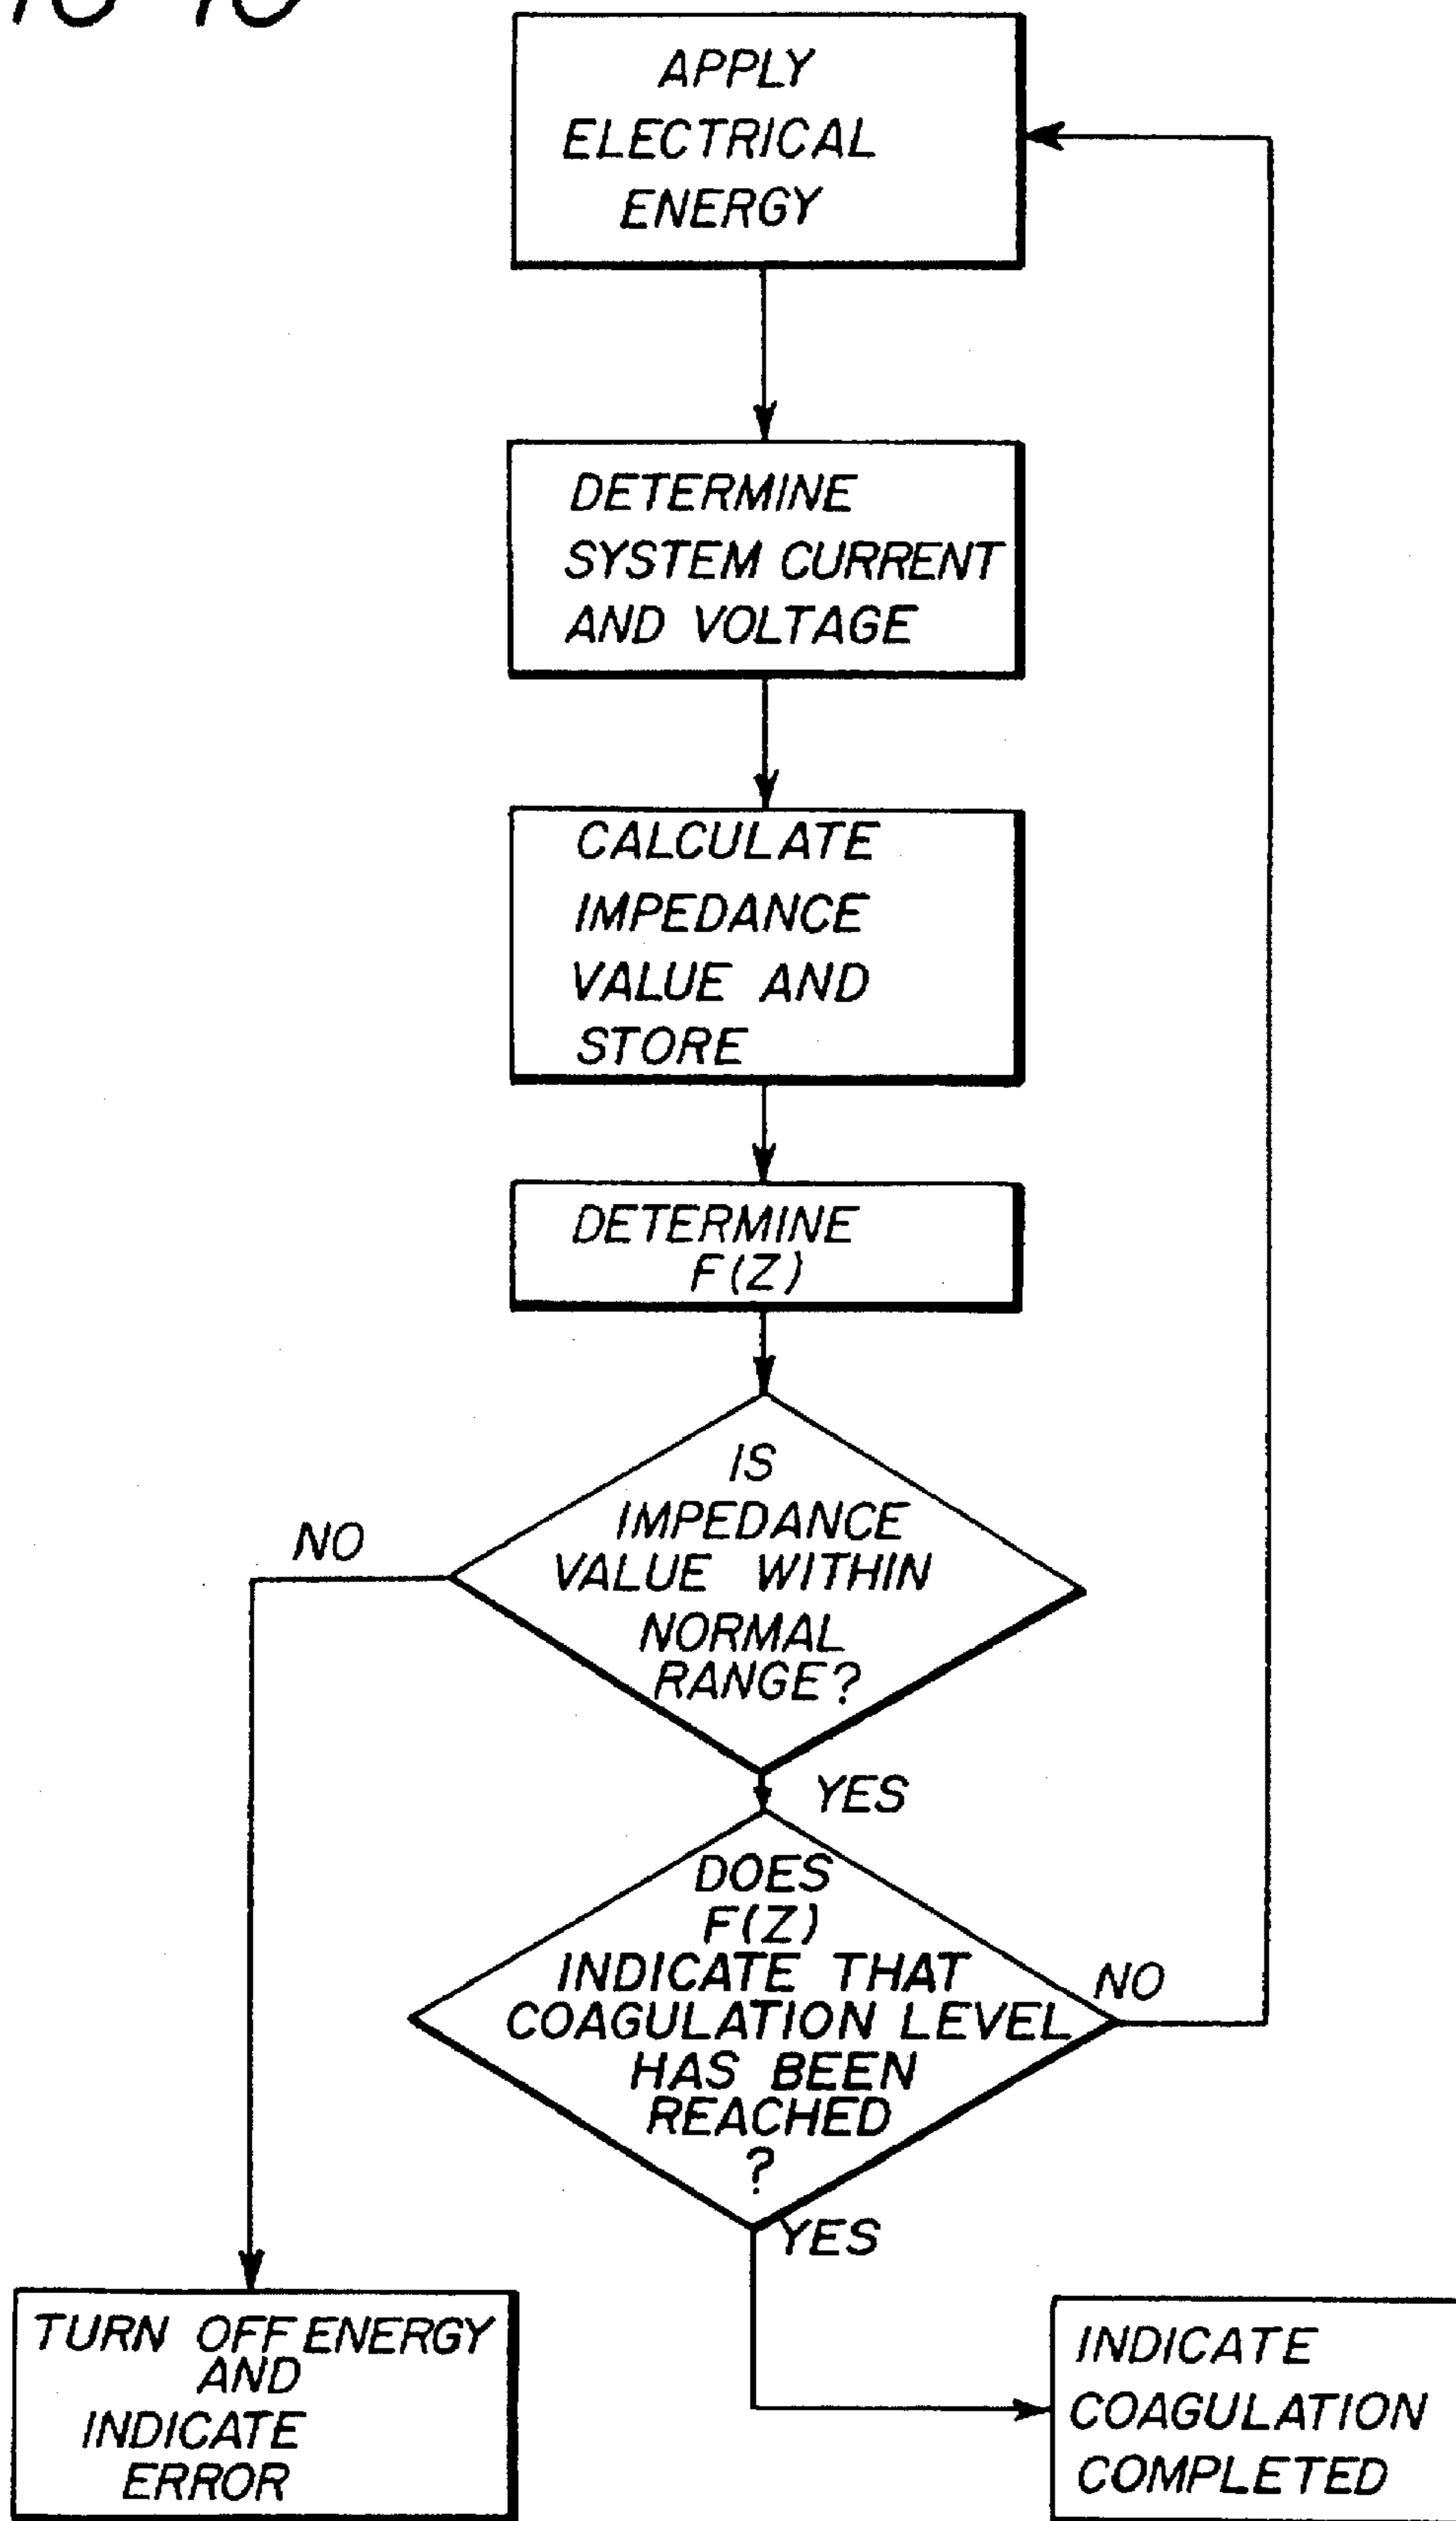 APPLY
ELECTRICAL
ENERGY
DETERMINE
SYSTEM CURRENT
AND VOLTAGE
CALCULATE
IMPEDANCE
VALUE AND
STORE
DETERMINE
F(Z)
IS
IMPEDANCE
VALUE WITHIN
NORMAL
RANGE?
NO
YES
DOES
F(Z)
INDICATE THAT
COAGULATION LEVEL
HAS BEEN
REACHED
?
NO
YES
TURN OFF ENERGY
AND
INDICATE
ERROR
INDICATE
COAGULATION
COMPLETED